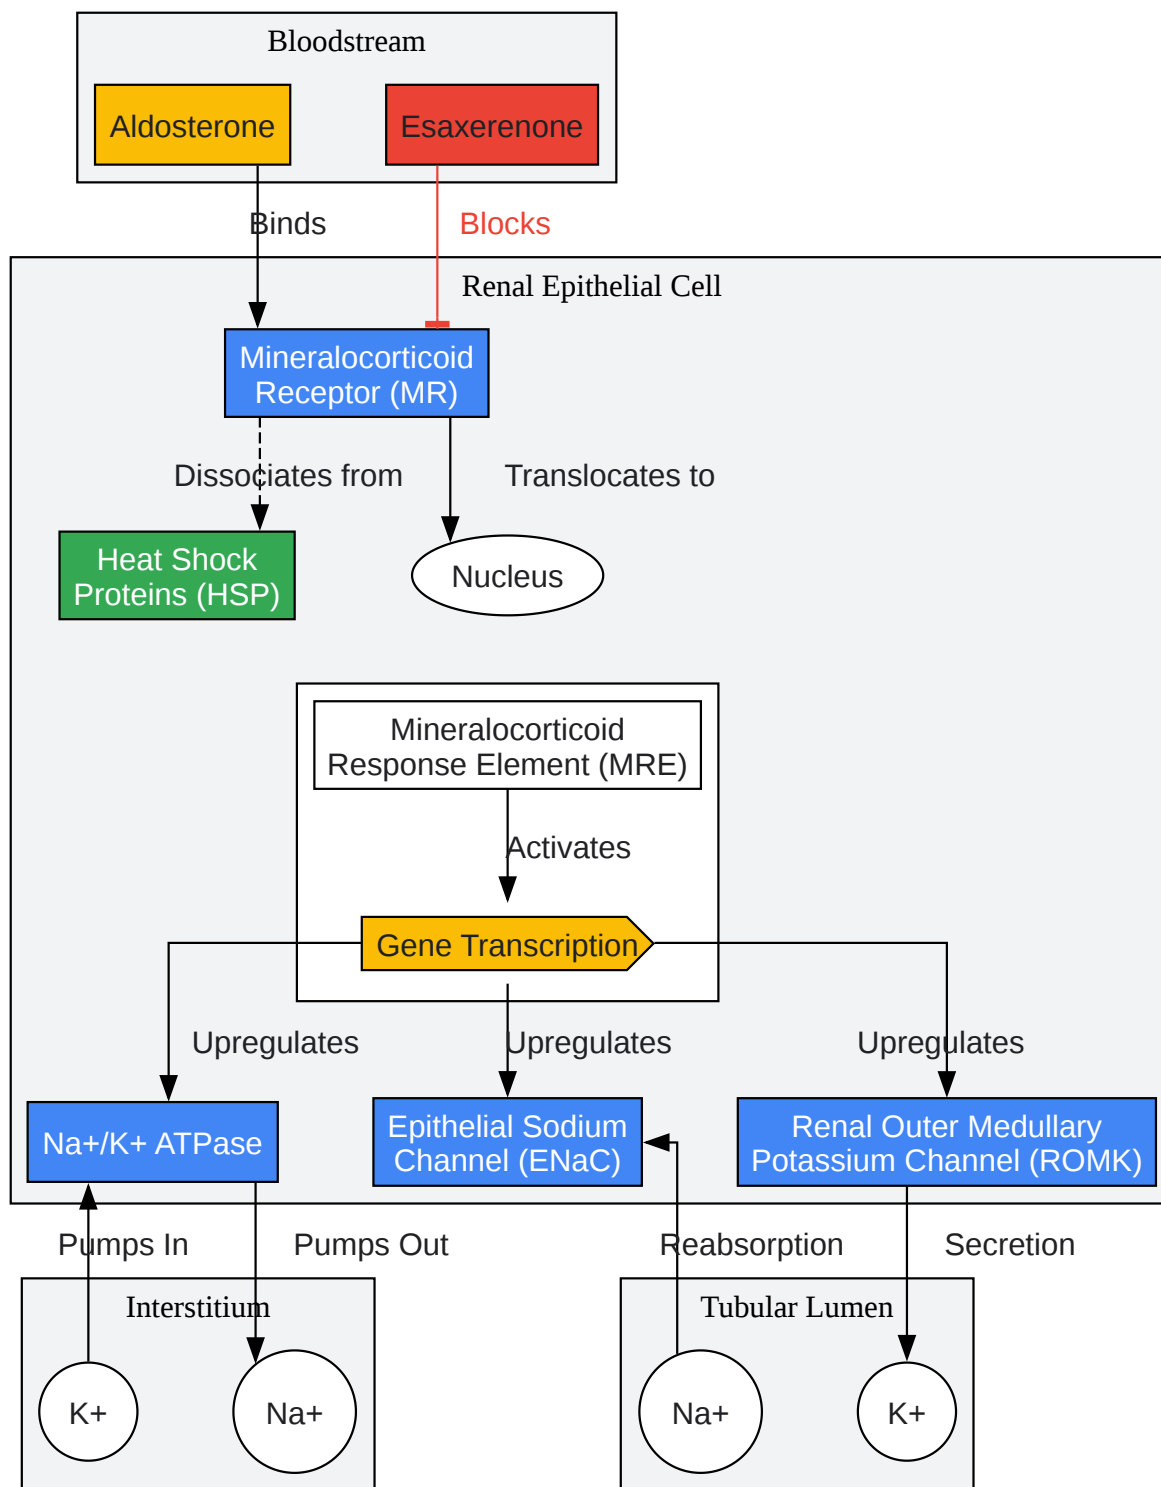 Bloodstream
Aldosterone
Esaxerenone
Binds
Blocks
Renal Epithelial Cell
Mineralocorticoid
Receptor (MR)
Dissociates from
Translocates to
Heat Shock
Proteins (HSP)
Nucleus
Mineralocorticoid
Response Element (MRE)
Activates
Gene Transcription
Upregulates
Upregulates
Upregulates
Na+/K+ ATPase
Epithelial Sodium
Channel (ENaC)
Renal Outer Medullary
Potassium Channel (ROMK)
Pumps In
Pumps Out
Reabsorption
Secretion
Interstitium
Tubular Lumen
K+
Na+
Na+
K+